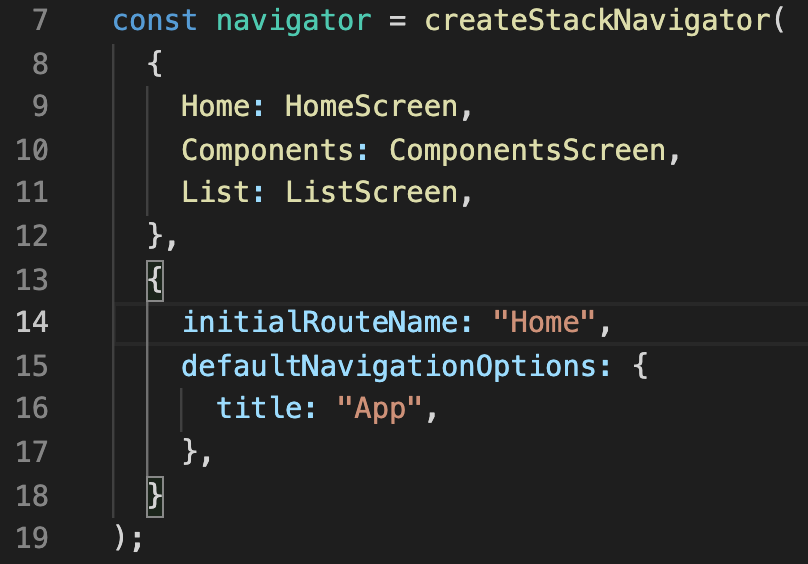 7 const navigator = createStackNavigator(
8 {
9 Home: HomeScreen,
10 Components: ComponentsScreen,
11 List: ListScreen,
12 },
13 {
14 initialRouteName: "Home",
15 defaultNavigationOptions: {
16 title: "App",
17 },
18 }
19 );